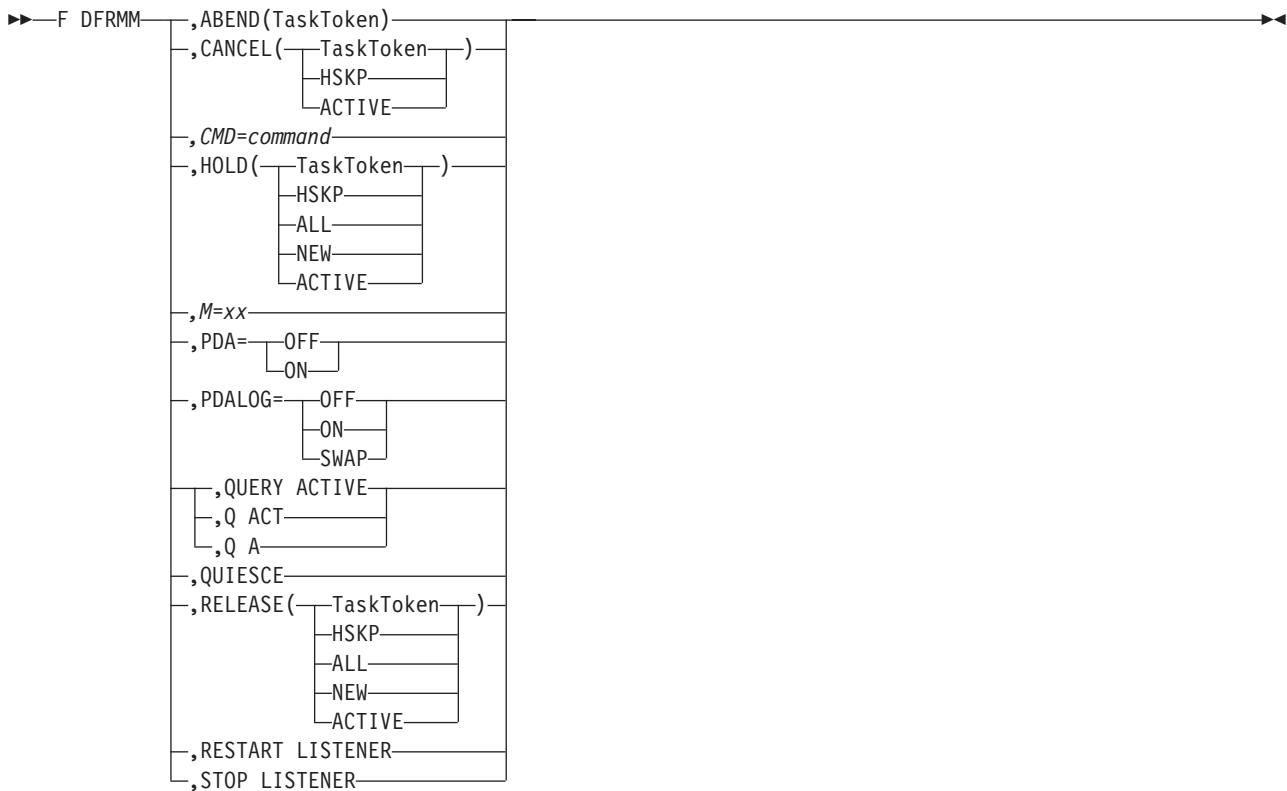 F DFRMM ,ABEND(TaskToken)
,CANCEL( TaskToken )
HSKP
ACTIVE
,CMD=command
,HOLD( TaskToken )
HSKP
ALL
NEW
ACTIVE
,M=xx
,PDA= OFF
ON
,PDALOG= OFF
ON
SWAP
,QUERY ACTIVE
,Q ACT
,Q A
,QUIESCE
,RELEASE( TaskToken )
HSKP
ALL
NEW
ACTIVE
,RESTART LISTENER
,STOP LISTENER